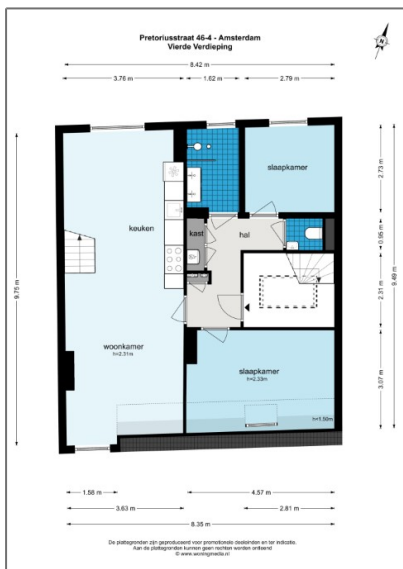 Pretoriusstraat 46-4 - Amsterdam
Vierde Verdieping
N
8.42 m
3.76 m
1.62 m
2.79 m
slaapkamer
2.73 m
keuken
kast
hal
0.95 m
9.75 m
9.49 m
2.31 m
woonkamer
h=2.31m
slaapkamer
h=2.33m
3.07 m
h=1.50m
1.58 m
4.57 m
3.63 m
2.81 m
8.35 m
De plattegronden zijn geproduceerd voor promotionele doeleinden en ter indicatie.
Aan de plattegronden kunnen geen rechten worden ontleend
© www.woningmedia.nl